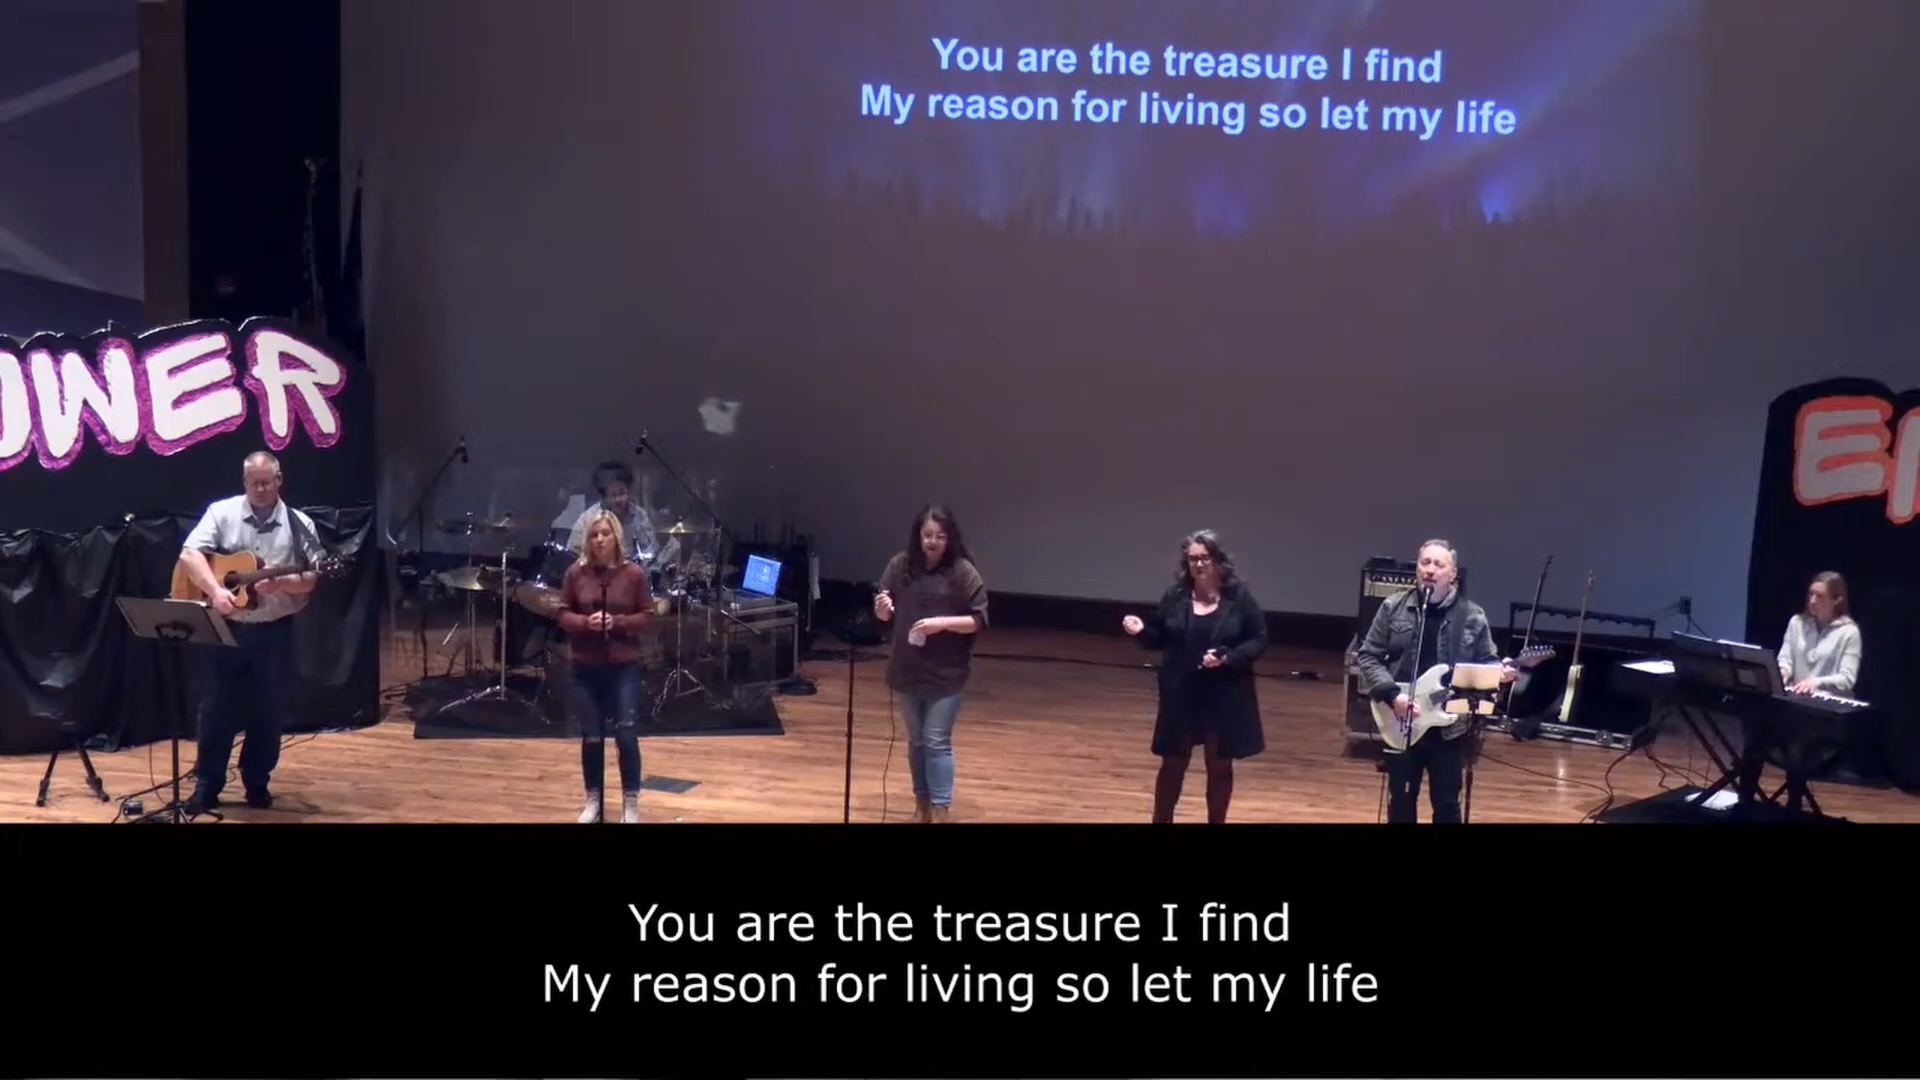 You are the treasure I find
My reason for living so let my life
OWER
You are the treasure I find
My reason for living so let my life